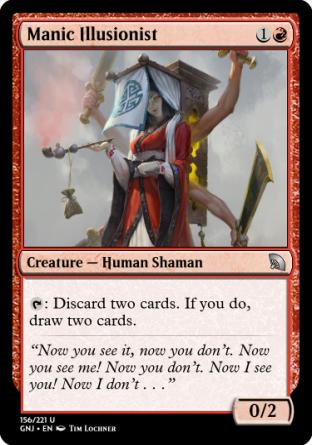 Manic Illusionist 1
Creature — Human Shaman
: Discard two cards. If you do,
draw two cards.
“Now you see it, now you don't. Now
you see me! Now you don't. Now I see
you! Now I don't . . .”
0/2
156/221 U
GNJ • EN Tim Lochner